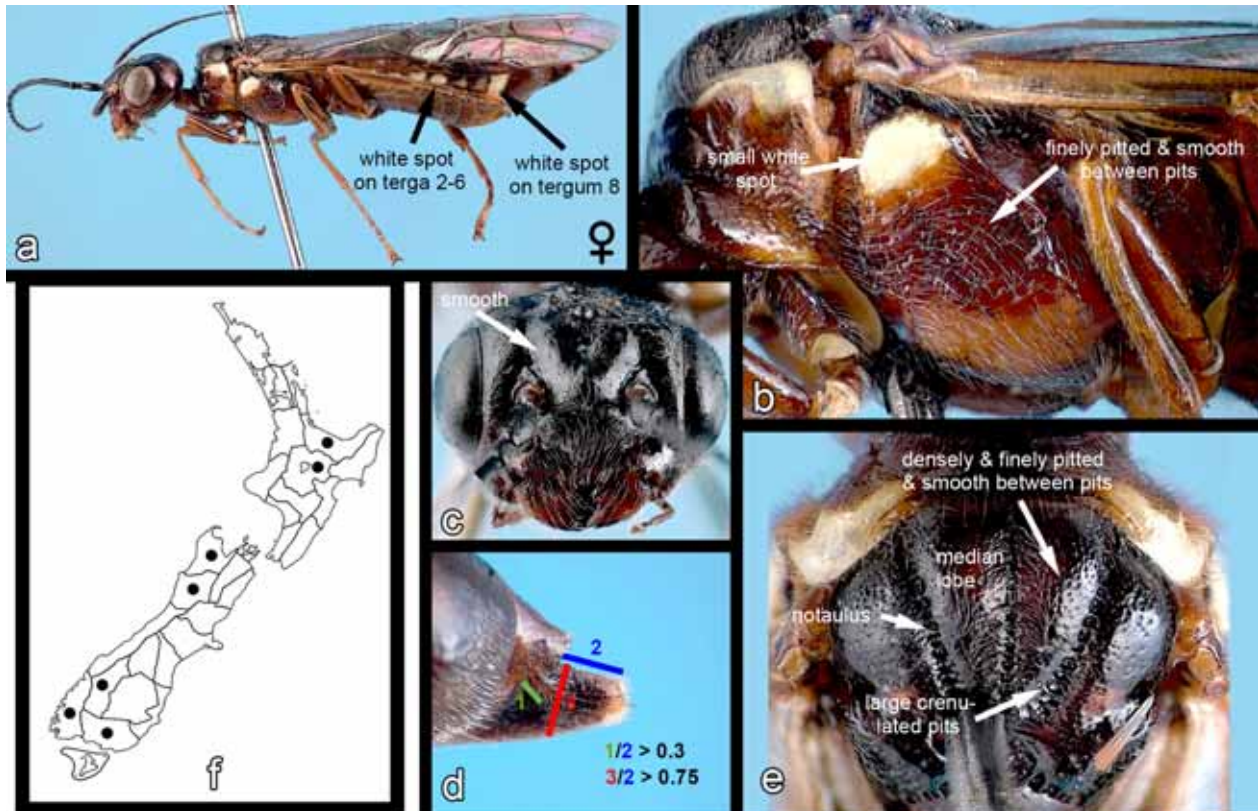 white spot
on terga 2-6
white spot
on tergum 8
a
♀
small white
spot
finely pitted & smooth
between pits
b
smooth
c
2
1
1/2 > 0.3
3/2 > 0.75
d
densely & finely pitted
& smooth between pits
median
lobe
notaulus
large crenu-
lated pits
e
f